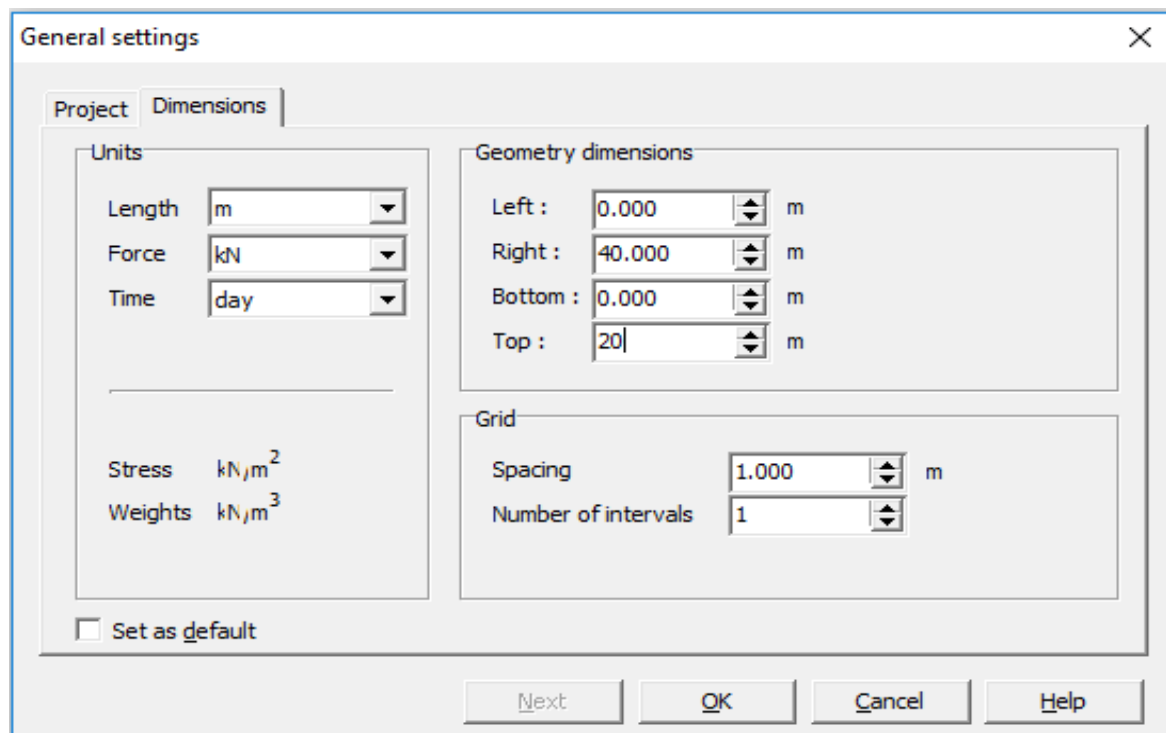 General settings
Project Dimensions
Units
Length m
Force kN
Time day
Stress kN/m²
Weights kN/m³
Geometry dimensions
Left : 0.000 m
Right : 40.000 m
Bottom : 0.000 m
Top : 20 m
Grid
Spacing 1.000 m
Number of intervals 1
Set as default
Next OK Cancel Help